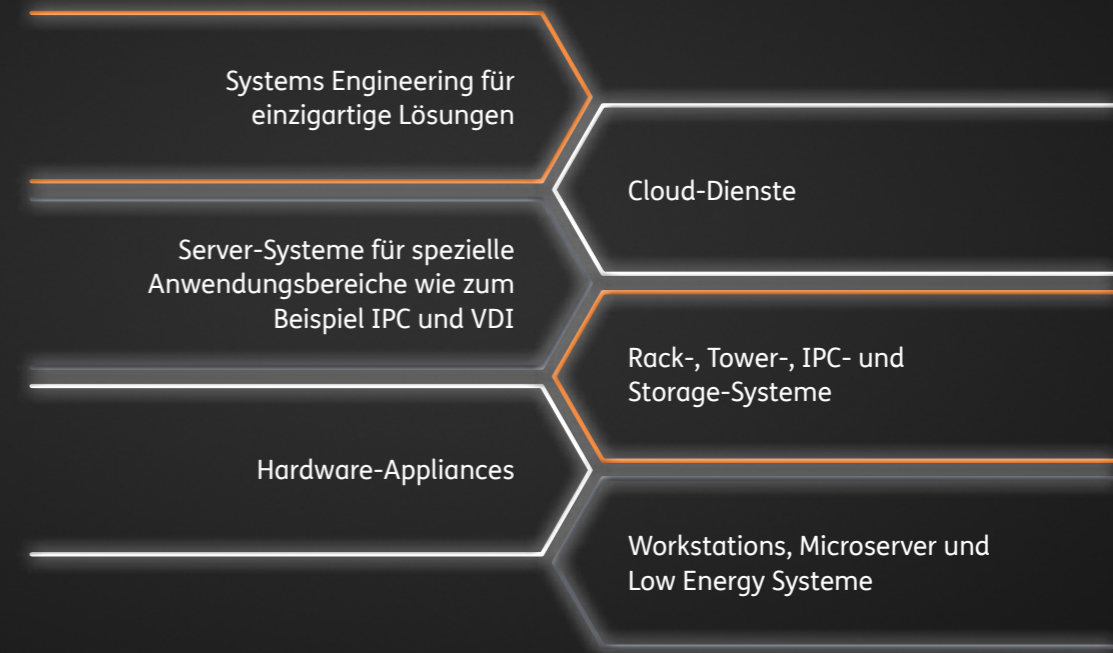 Systems Engineering für
einzigartige Lösungen
Cloud-Dienste
Server-Systeme für spezielle
Anwendungsbereiche wie zum
Beispiel IPC und VDI
Rack-, Tower-, IPC- und
Storage-Systeme
Hardware-Appliances
Workstations, Microserver und
Low Energy Systeme